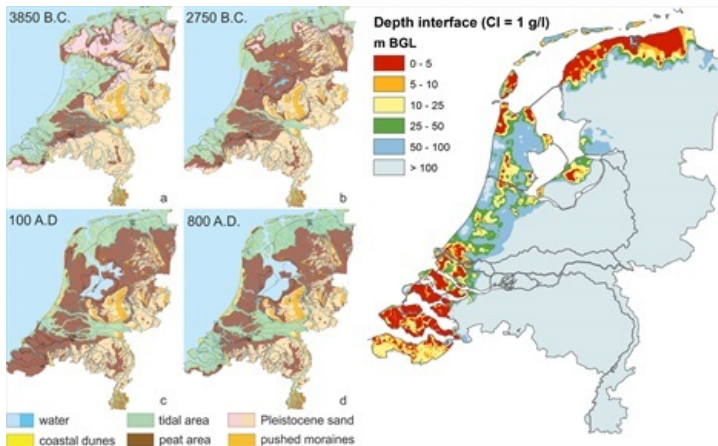 3850 B.C.
2750 B.C.
a
b
100 A.D
800 A.D.
c
d
water
tidal area
Pleistocene sand
coastal dunes
peat area
pushed moraines
Depth interface (Cl = 1 g/l)
m BGL
0 - 5
5 - 10
10 - 25
25 - 50
50 - 100
> 100